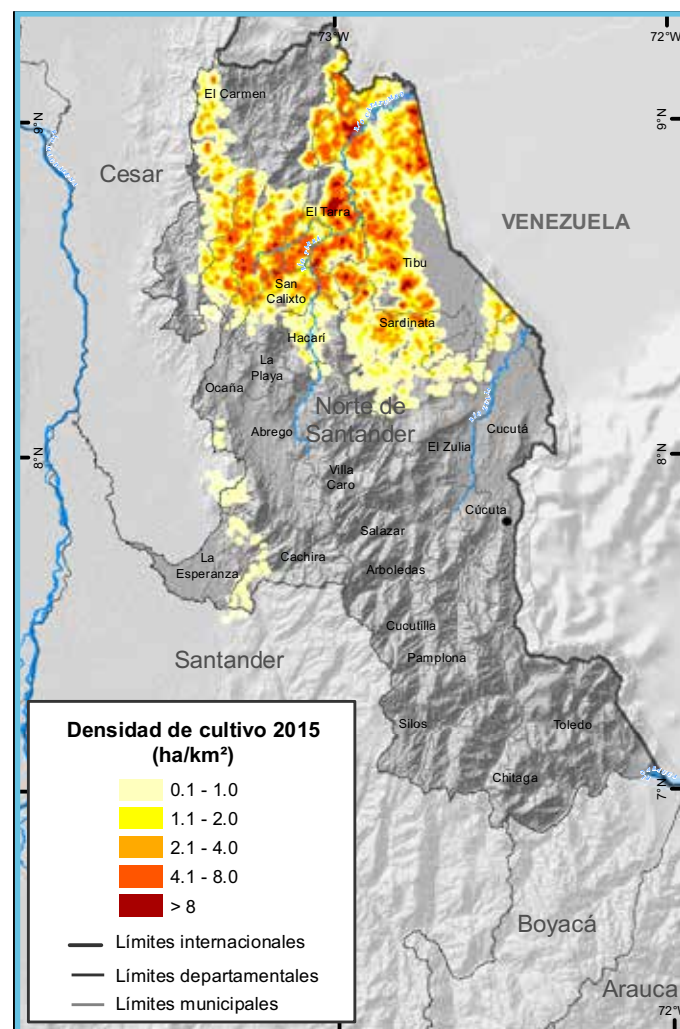 73°W
72°W
El Carmen
9°N
9°N
Cesar
El Tarra
VENEZUELA
Tibu
San
Calixto
Sardinata
Hacarí
La
Playa
Ocaña
Norte de
Santander
Abrego
Cucutá
El Zulia
8°N
8°N
Villa
Caro
Cúcuta
Salazar
La
Esperanza
Cachira
Arboledas
Cucutilla
Santander
Pamplona
Silos
Toledo
Chitaga
7°N
Densidad de cultivo 2015
(ha/km²)
0.1 - 1.0
1.1 - 2.0
2.1 - 4.0
4.1 - 8.0
> 8
Límites internacionales
Límites departamentales
Límites municipales
Boyacá
Arauca
72°W